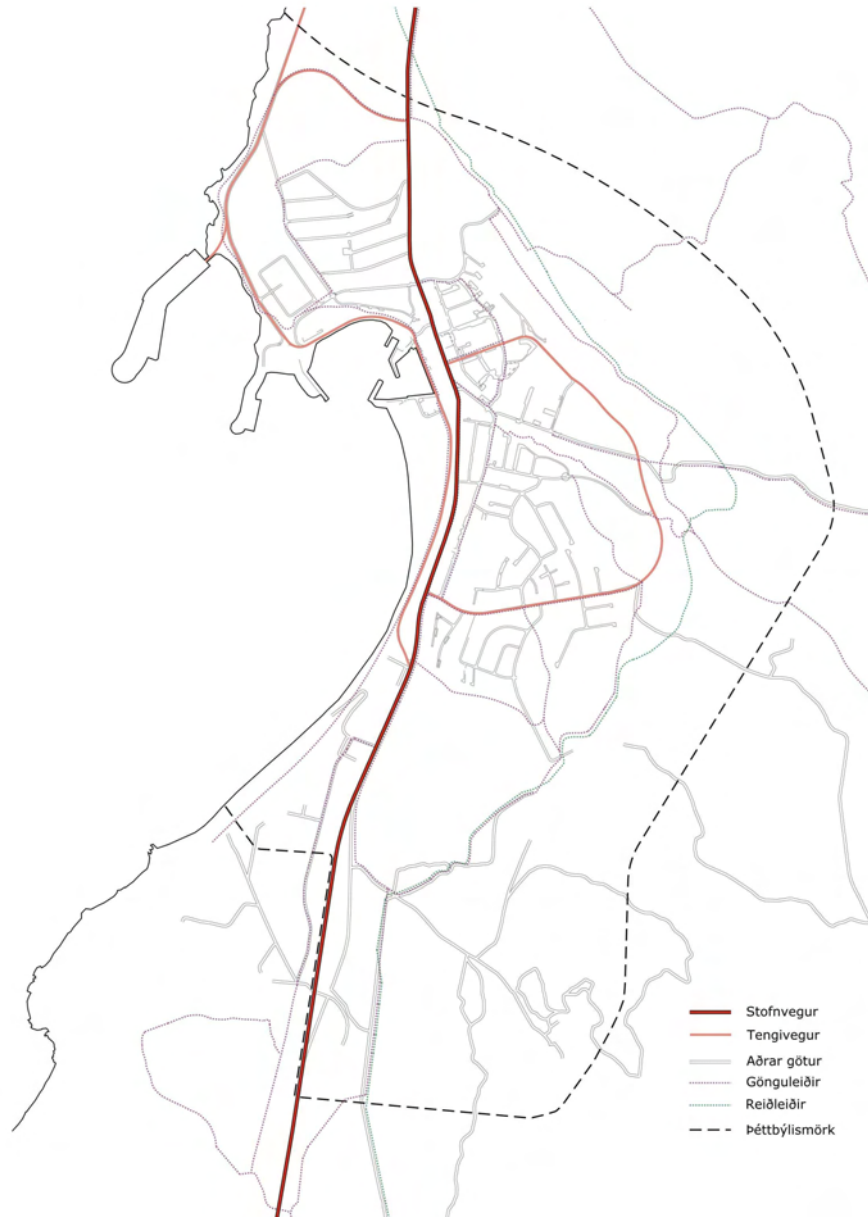 Stofnvegur
Tengivegur
Aðrar götur
Gönguleiðir
Reiðleiðir
Þéttbýlismörk